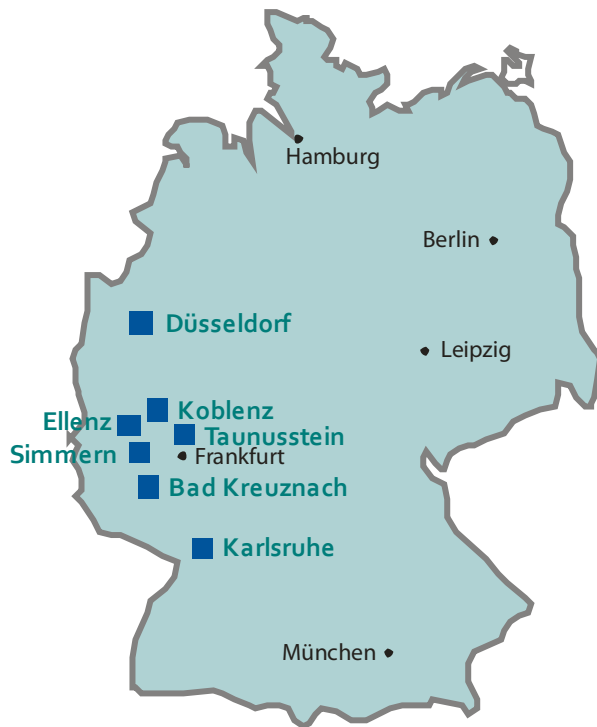 Hamburg
Berlin
Düsseldorf
Leipzig
Koblenz
Ellenz
Taunusstein
Simmern
Frankfurt
Bad Kreuznach
Karlsruhe
München